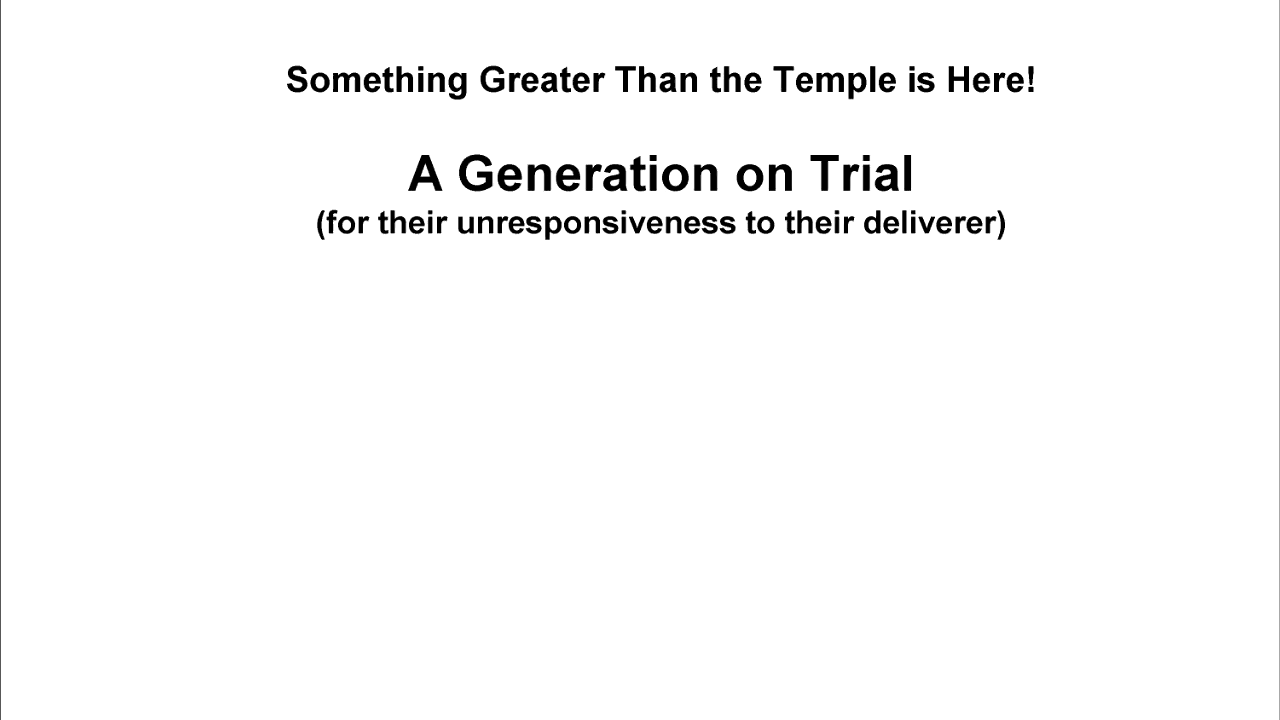 Something Greater Than the Temple is Here!
A Generation on Trial
(for their unresponsiveness to their deliverer)